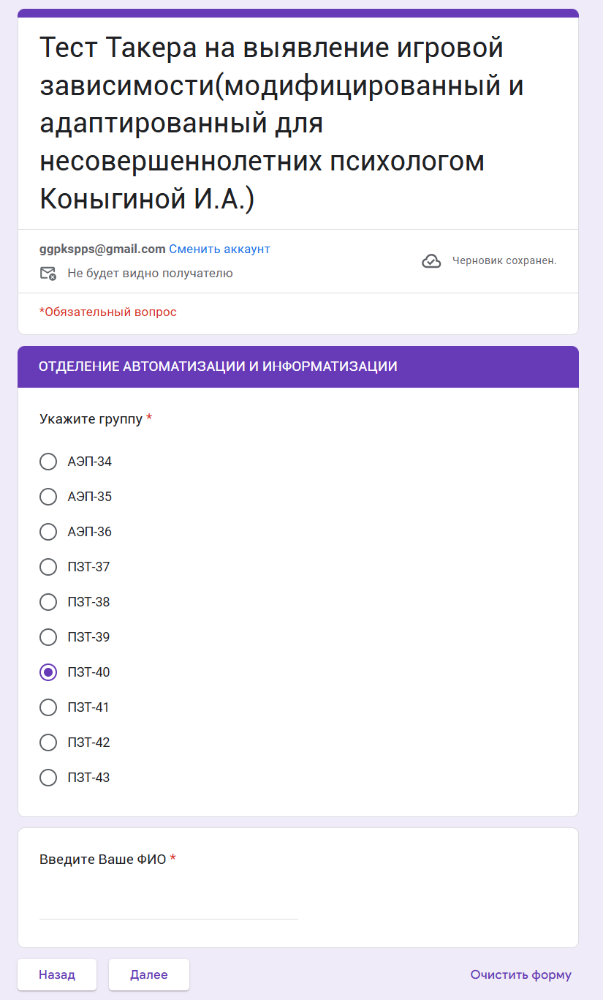 Тест Такера на выявление игровой
зависимости(модифицированный и
адаптированный для
несовершеннолетних психологом
Коныгиной И.А.)
ggpkspps@gmail.com Сменить аккаунт
Не будет видно получателю
Черновик сохранен.
*Обязательный вопрос
ОТДЕЛЕНИЕ АВТОМАТИЗАЦИИ И ИНФОРМАТИЗАЦИИ
Укажите группу *
АЭП-34
АЭП-35
АЭП-36
ПЗТ-37
ПЗТ-38
ПЗТ-39
ПЗТ-40
ПЗТ-41
ПЗТ-42
ПЗТ-43
Введите Ваше ФИО *
Назад
Далее
Очистить форму